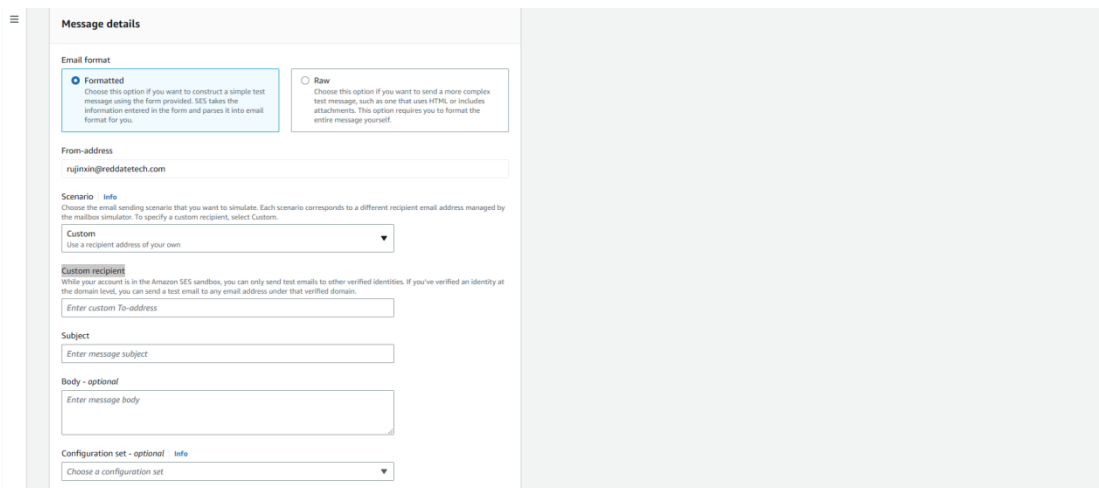 Message details
Email format
Formatted
Choose this option if you want to construct a simple test
message using the form provided. SES takes the
information entered in the form and parses it into email
format for you.
Raw
Choose this option if you want to send a more complex
test message, such as one that uses HTML or includes
attachments. This option requires you to format the
entire message yourself.
From-address
rujinxin@reddatetech.com
Scenario Info
Choose the email sending scenario that you want to simulate. Each scenario corresponds to a different recipient email address managed by
the mailbox simulator. To specify a custom recipient, select Custom.
Custom
Use a recipient address of your own
Custom recipient
While your account is in the Amazon SES sandbox, you can only send test emails to other verified identities. If you've verified an identity at
the domain level, you can send a test email to any email address under that verified domain.
Enter custom To-address
Subject
Enter message subject
Body - optional
Enter message body
Configuration set - optional Info
Choose a configuration set